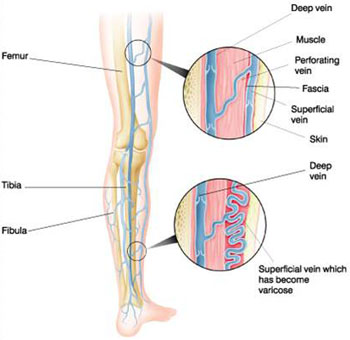 Deep vein
Muscle
Perforating
vein
Fascia
Superficial
vein
Skin
Femur
Tibia
Fibula
Deep
vein
Superficial vein which
has become
varicose